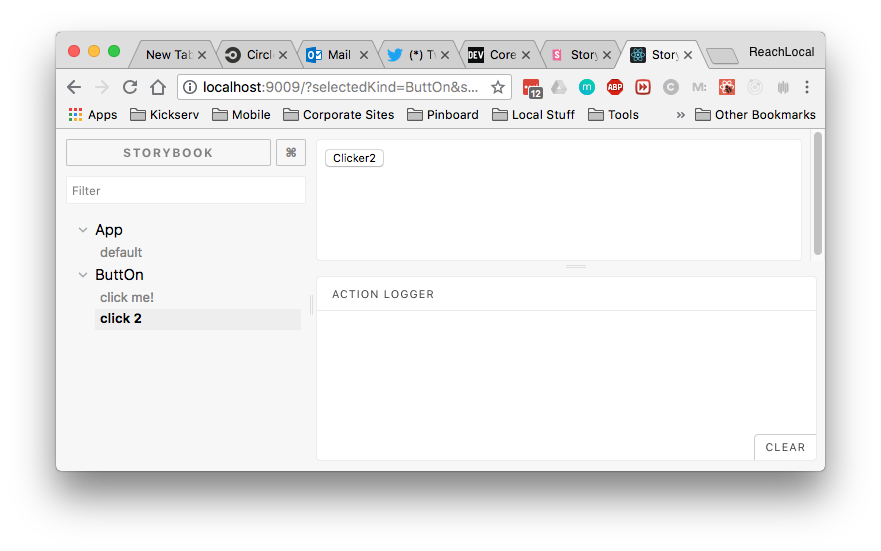 New Tab Circl Mail (*) Tw DEV Core Story Story ReachLocal
localhost:9009/?selectedKind=ButtOn&s... 12 m ABP C M:
Apps Kickserv Mobile Corporate Sites Pinboard Local Stuff Tools » Other Bookmarks
STORYBOOK ⌘
Filter
App
default
ButtOn
click me!
click 2
Clicker2
ACTION LOGGER
CLEAR